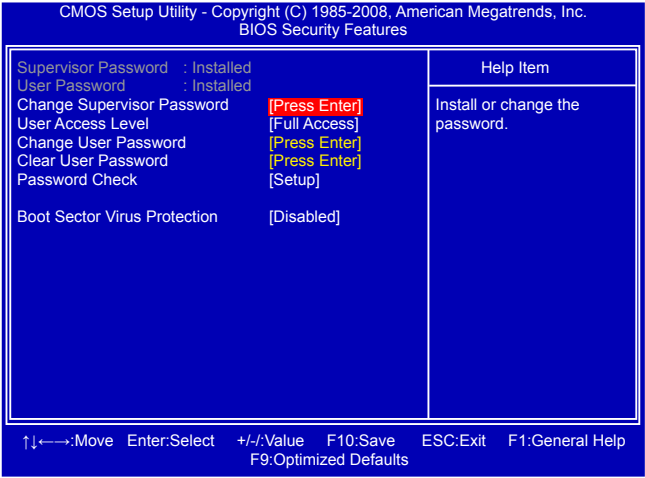 CMOS Setup Utility - Copyright (C) 1985-2008, American Megatrends, Inc.
BIOS Security Features
Supervisor Password : Installed
User Password : Installed
Change Supervisor Password [Press Enter]
User Access Level [Full Access]
Change User Password [Press Enter]
Clear User Password [Press Enter]
Password Check [Setup]
Boot Sector Virus Protection [Disabled]
Help Item
Install or change the
password.
↑↓←→:Move Enter:Select +/-/:Value F10:Save ESC:Exit F1:General Help
F9:Optimized Defaults